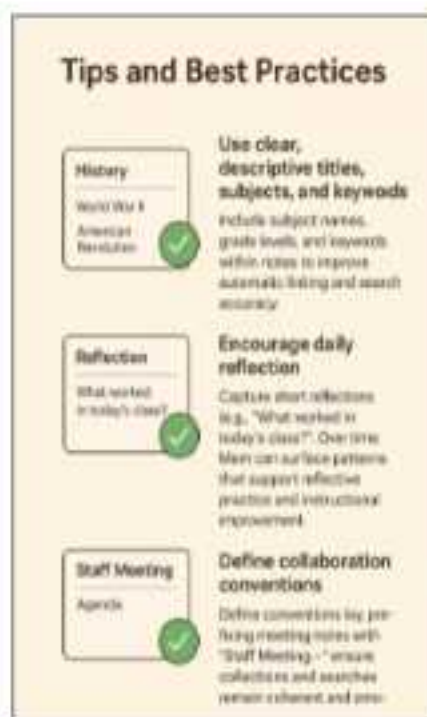 Tips and Best Practices
History
World War II
American
Revolution
Use clear,
descriptive titles,
subjects, and keywods
Include subject names,
grade levels, and keywords
within notes to improve
automatic linking and search
accuracy
Reflection
What worked
in today's class?
Encourage daily
reflection
Capture short reflections
(e.g., "What worked in
today's class?". Over time
Mem can surface patterns
that support reflective
practice and instructional
improvement
Staff Meeting
Agenda
Define collaboration
conventions
Define conventions
meeting notes with
"Staff Meeting -" ensure
collections and searches
remain coherent and